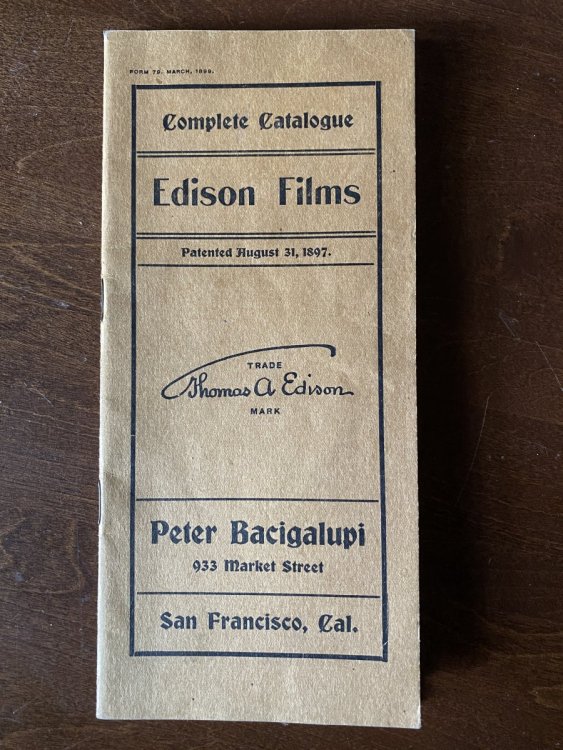 FORM 75. MARCH, 1899.
Complete Catalogue
Edison Films
Patented August 31, 1897.
TRADE
Thomas A Edison
MARK
Peter Bacigalupi
933 Market Street
San Francisco, Cal.